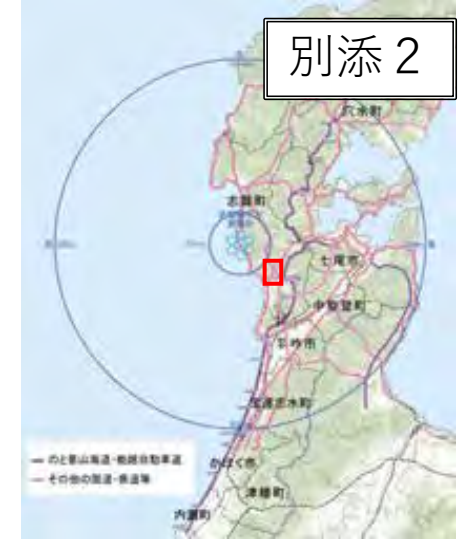 別添２
穴水町
志賀町
七尾市
中能登町
羽咋市
宝達志水町
のと里山海道・能越自動車道
その他の国道・県道等
かほく市
津幡町
内灘町